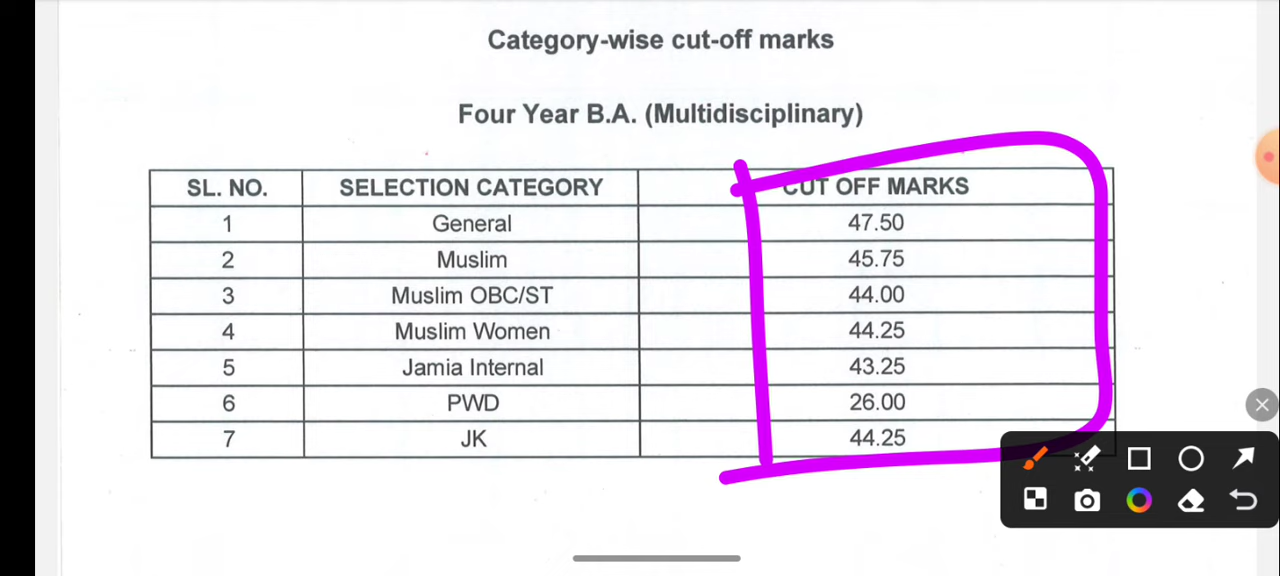 Category-wise cut-off marks
Four Year B.A. (Multidisciplinary)
SL. NO. SELECTION CATEGORY CUT OFF MARKS
1 General 47.50
2 Muslim 45.75
3 Muslim OBC/ST 44.00
4 Muslim Women 44.25
5 Jamia Internal 43.25
6 PWD 26.00
7 JK 44.25